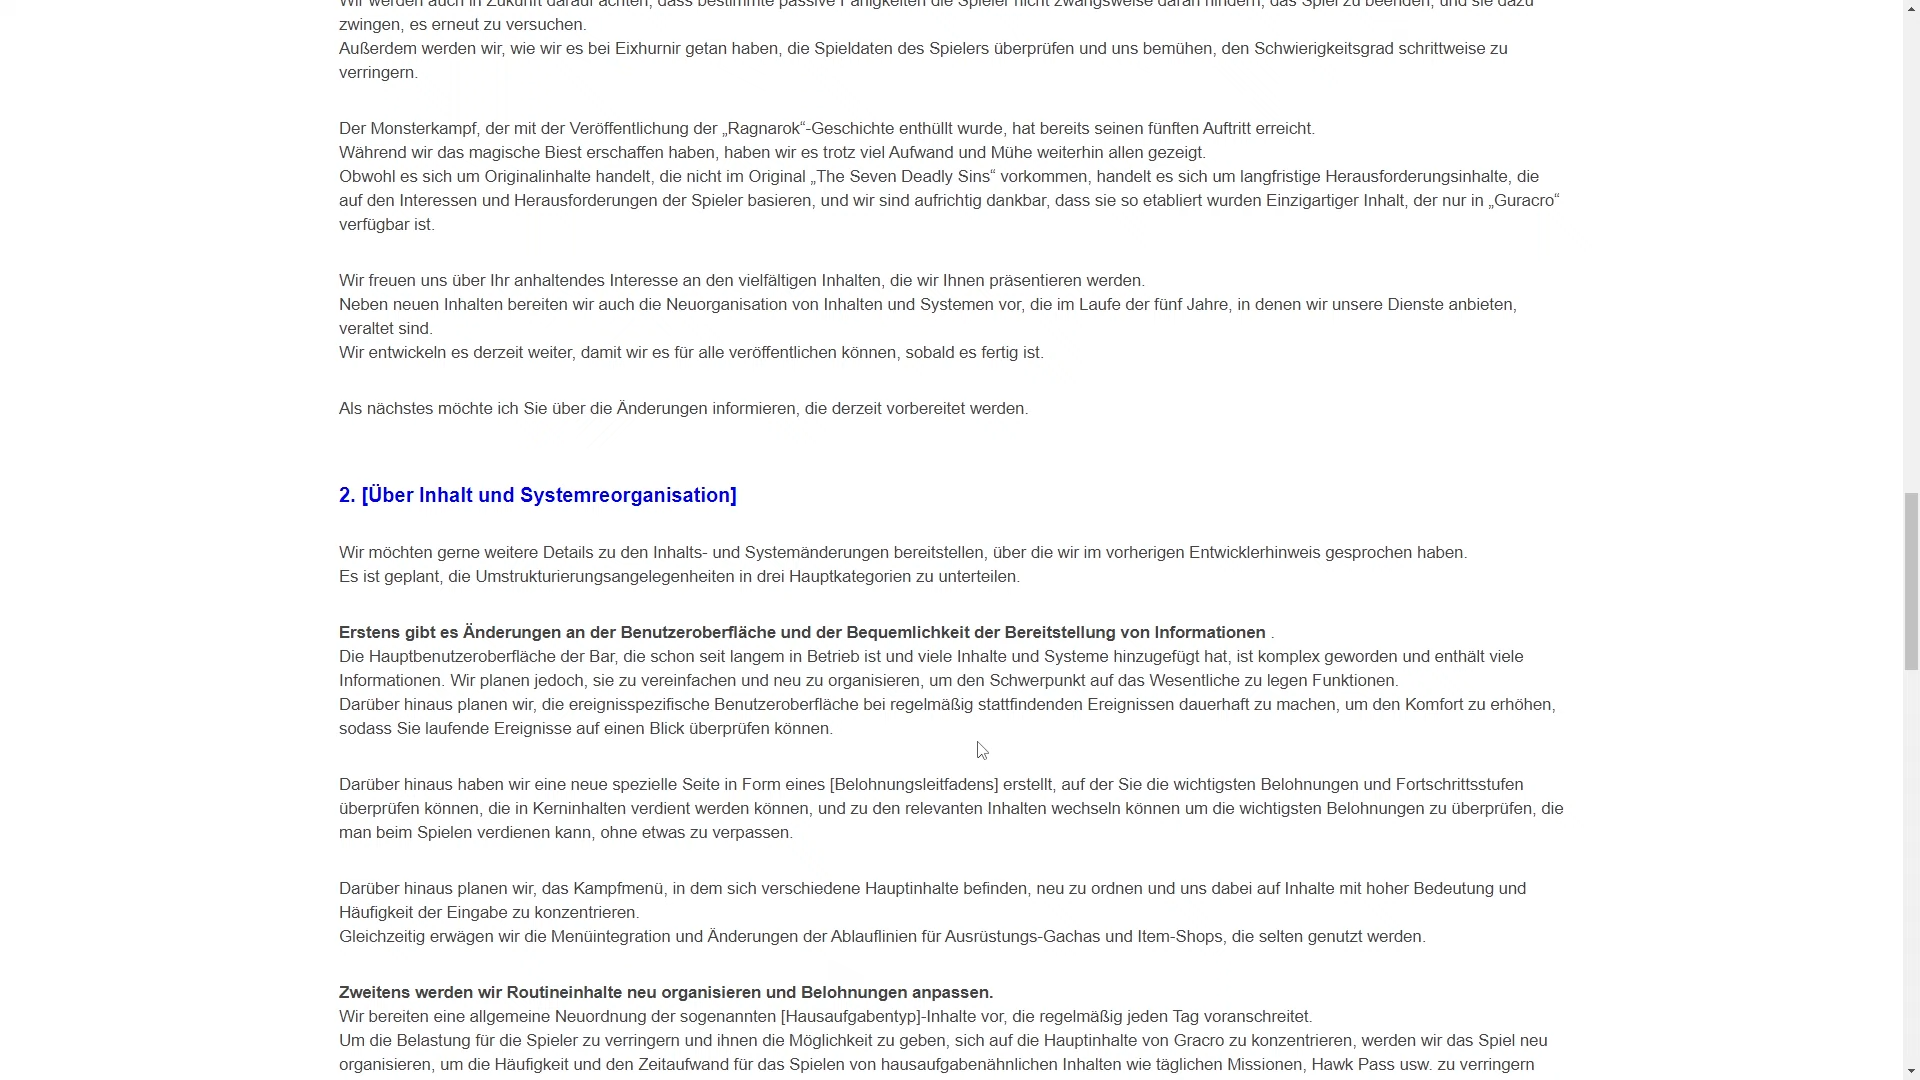 Wir werden auch in Zukunft darauf achten, dass bestimmte passive Fähigkeiten die Spieler nicht zwangsweise daran hindern, das Spiel zu beenden, und sie dazu
zwingen, es erneut zu versuchen.
Außerdem werden wir, wie wir es bei Eixhurnir getan haben, die Spieldaten des Spielers überprüfen und uns bemühen, den Schwierigkeitsgrad schrittweise zu
verringern.
Der Monsterkampf, der mit der Veröffentlichung der „Ragnarok“-Geschichte enthüllt wurde, hat bereits seinen fünften Auftritt erreicht.
Während wir das magische Biest erschaffen haben, haben wir es trotz viel Aufwand und Mühe weiterhin allen gezeigt.
Obwohl es sich um Originalinhalte handelt, die nicht im Original „The Seven Deadly Sins“ vorkommen, handelt es sich um langfristige Herausforderungsinhalte, die
auf den Interessen und Herausforderungen der Spieler basieren, und wir sind aufrichtig dankbar, dass sie so etabliert wurden Einzigartiger Inhalt, der nur in „Guracro“
verfügbar ist.
Wir freuen uns über Ihr anhaltendes Interesse an den vielfältigen Inhalten, die wir Ihnen präsentieren werden.
Neben neuen Inhalten bereiten wir auch die Neuorganisation von Inhalten und Systemen vor, die im Laufe der fünf Jahre, in denen wir unsere Dienste anbieten,
veraltet sind.
Wir entwickeln es derzeit weiter, damit wir es für alle veröffentlichen können, sobald es fertig ist.
Als nächstes möchte ich Sie über die Änderungen informieren, die derzeit vorbereitet werden.
2. [Über Inhalt und Systemreorganisation]
Wir möchten gerne weitere Details zu den Inhalts- und Systemänderungen bereitstellen, über die wir im vorherigen Entwicklerhinweis gesprochen haben.
Es ist geplant, die Umstrukturierungsangelegenheiten in drei Hauptkategorien zu unterteilen.
Erstens gibt es Änderungen an der Benutzeroberfläche und der Bequemlichkeit der Bereitstellung von Informationen .
Die Hauptbenutzeroberfläche der Bar, die schon seit langem in Betrieb ist und viele Inhalte und Systeme hinzugefügt hat, ist komplex geworden und enthält viele
Informationen. Wir planen jedoch, sie zu vereinfachen und neu zu organisieren, um den Schwerpunkt auf das Wesentliche zu legen Funktionen.
Darüber hinaus planen wir, die ereignisspezifische Benutzeroberfläche bei regelmäßig stattfindenden Ereignissen dauerhaft zu machen, um den Komfort zu erhöhen,
sodass Sie laufende Ereignisse auf einen Blick überprüfen können.
Darüber hinaus haben wir eine neue spezielle Seite in Form eines [Belohnungsleitfadens] erstellt, auf der Sie die wichtigsten Belohnungen und Fortschrittsstufen
überprüfen können, die in Kerninhalten verdient werden können, und zu den relevanten Inhalten wechseln können um die wichtigsten Belohnungen zu überprüfen, die
man beim Spielen verdienen kann, ohne etwas zu verpassen.
Darüber hinaus planen wir, das Kampfmenü, in dem sich verschiedene Hauptinhalte befinden, neu zu ordnen und uns dabei auf Inhalte mit hoher Bedeutung und
Häufigkeit der Eingabe zu konzentrieren.
Gleichzeitig erwägen wir die Menüintegration und Änderungen der Ablauflinien für Ausrüstungs-Gachas und Item-Shops, die selten genutzt werden.
Zweitens werden wir Routineinhalte neu organisieren und Belohnungen anpassen.
Wir bereiten eine allgemeine Neuordnung der sogenannten [Hausaufgabentyp]-Inhalte vor, die regelmäßig jeden Tag voranschreitet.
Um die Belastung für die Spieler zu verringern und ihnen die Möglichkeit zu geben, sich auf die Hauptinhalte von Gracro zu konzentrieren, werden wir das Spiel neu
organisieren, um die Häufigkeit und den Zeitaufwand für das Spielen von hausaufgabenähnlichen Inhalten wie täglichen Missionen, Hawk Pass usw. zu verringern